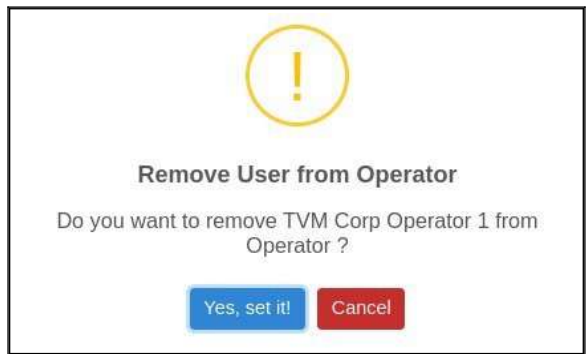 !
Remove User from Operator
Do you want to remove TVM Corp Operator 1 from
Operator ?
Yes, set it!
Cancel